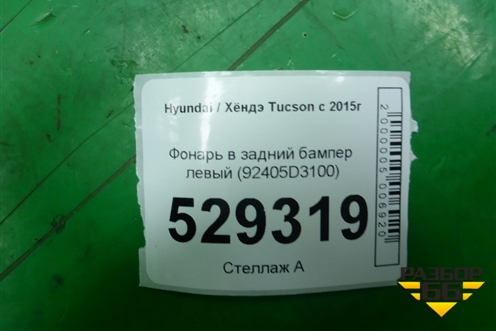 Hyundai / Хёндэ Tucson с 2015г
Фонарь в задний бампер
левый (92405D3100)
529319
Стеллаж А
2000005006920
РАЗБОР
66